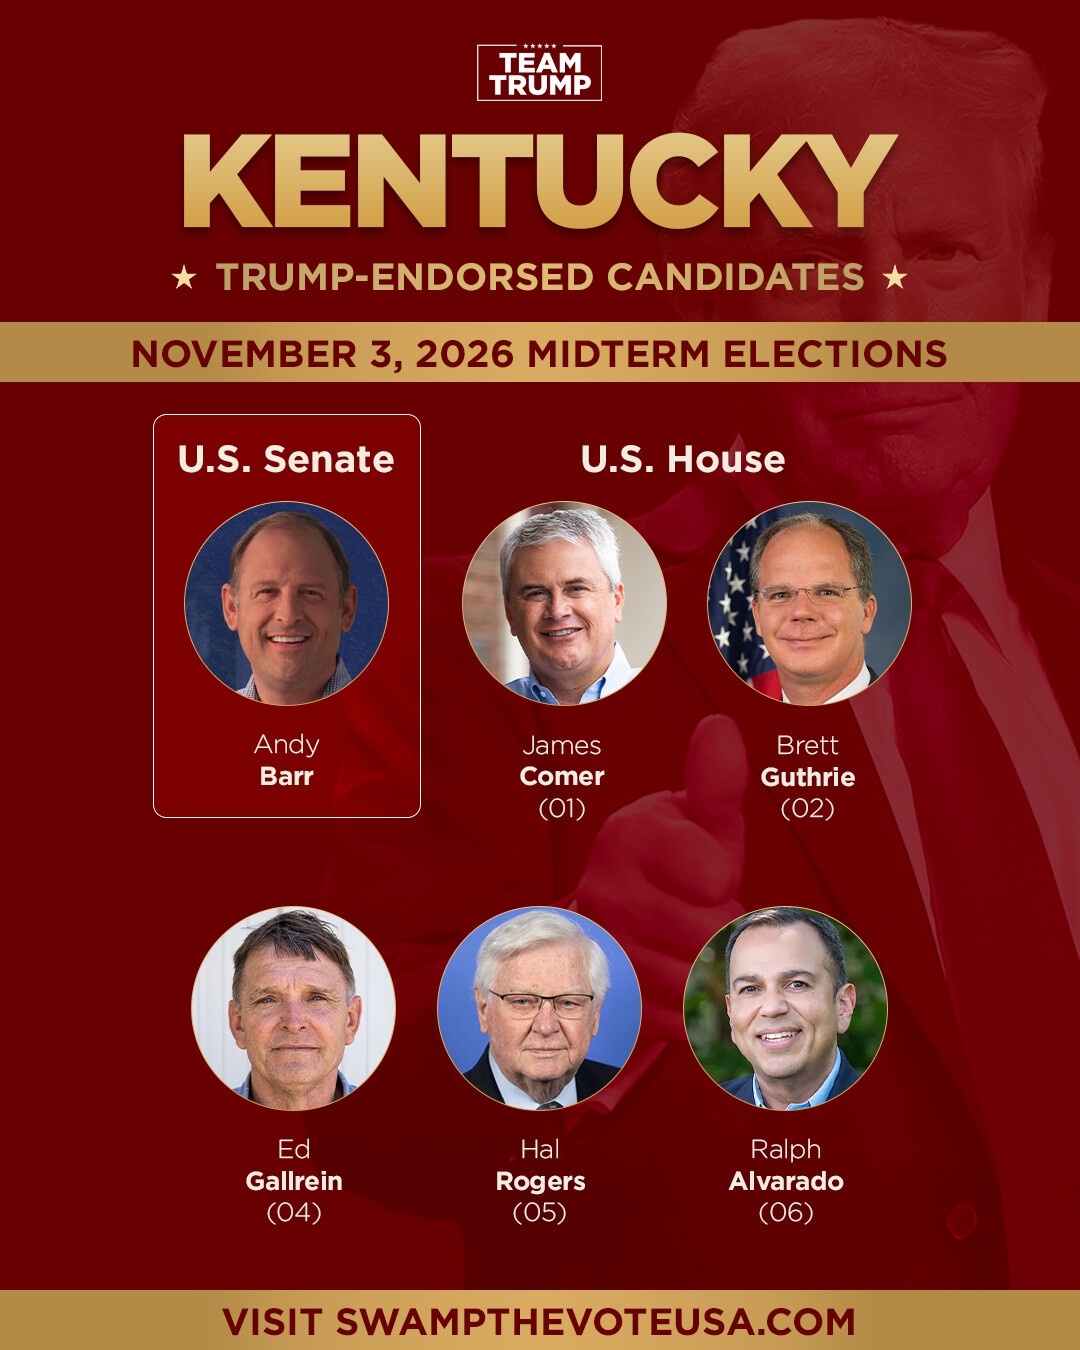 TEAM
TRUMP
KENTUCKY
★ TRUMP-ENDORSED CANDIDATES ★
NOVEMBER 3, 2026 MIDTERM ELECTIONS
U.S. Senate
Andy
Barr
U.S. House
James
Comer
(01)
Brett
Guthrie
(02)
Ed
Gallrein
(04)
Hal
Rogers
(05)
Ralph
Alvarado
(06)
VISIT SWAMPTHEVOTEUSA.COM